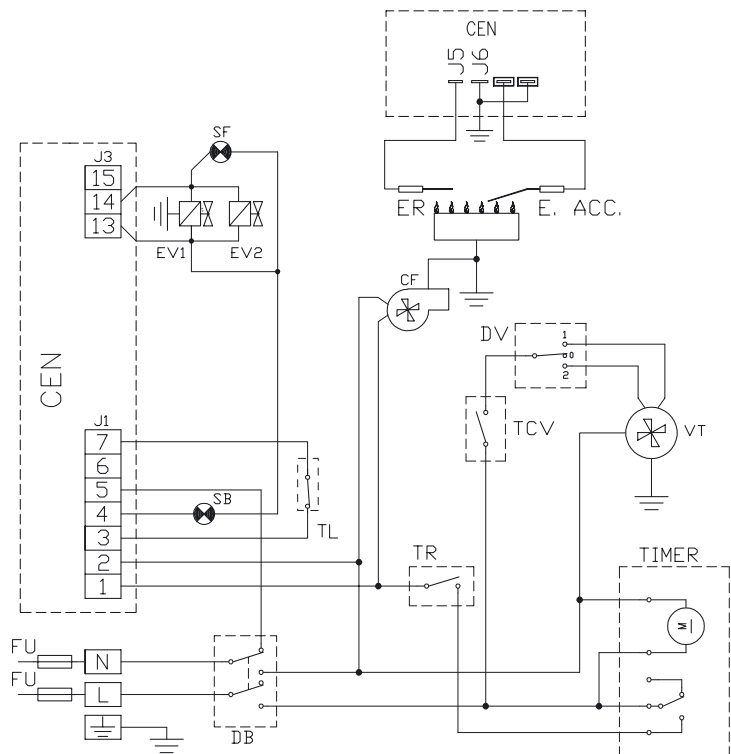 CEN
J5 J6
SF
J3
15
14
13
EV1 EV2
ER E. ACC.
CF
DV
1
0
2
CEN
TCV
VT
J1
7
6
5
4
3
2
1
SB
TL
TR
TIMER
M
FU
N
FU
L
DB